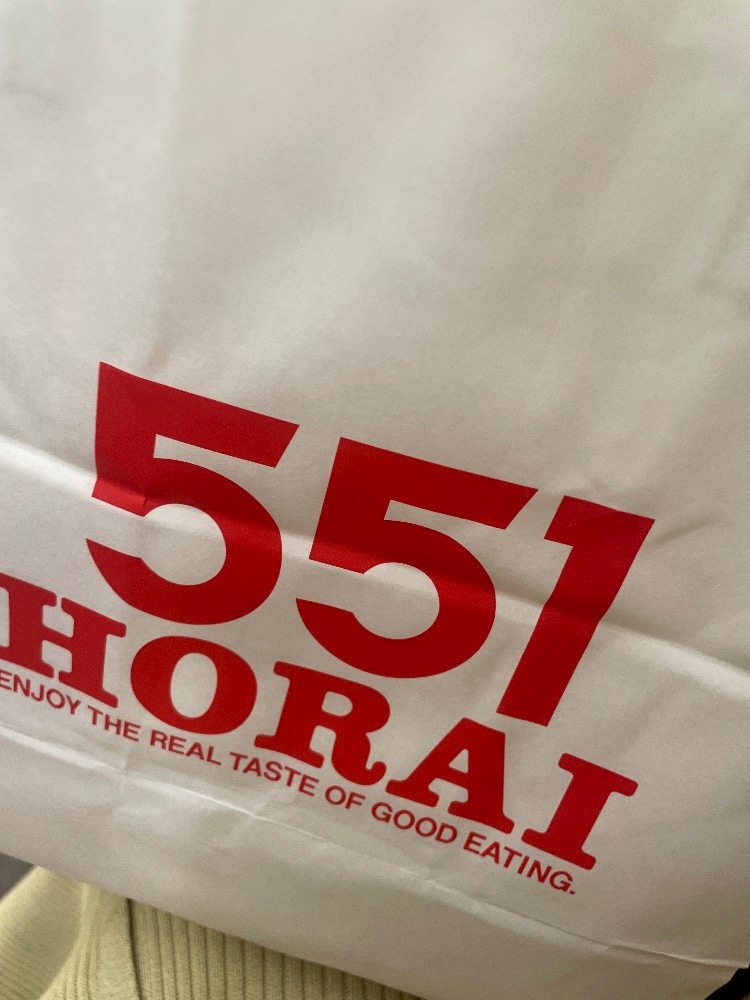 551
HORAI
ENJOY THE REAL TASTE OF GOOD EATING.